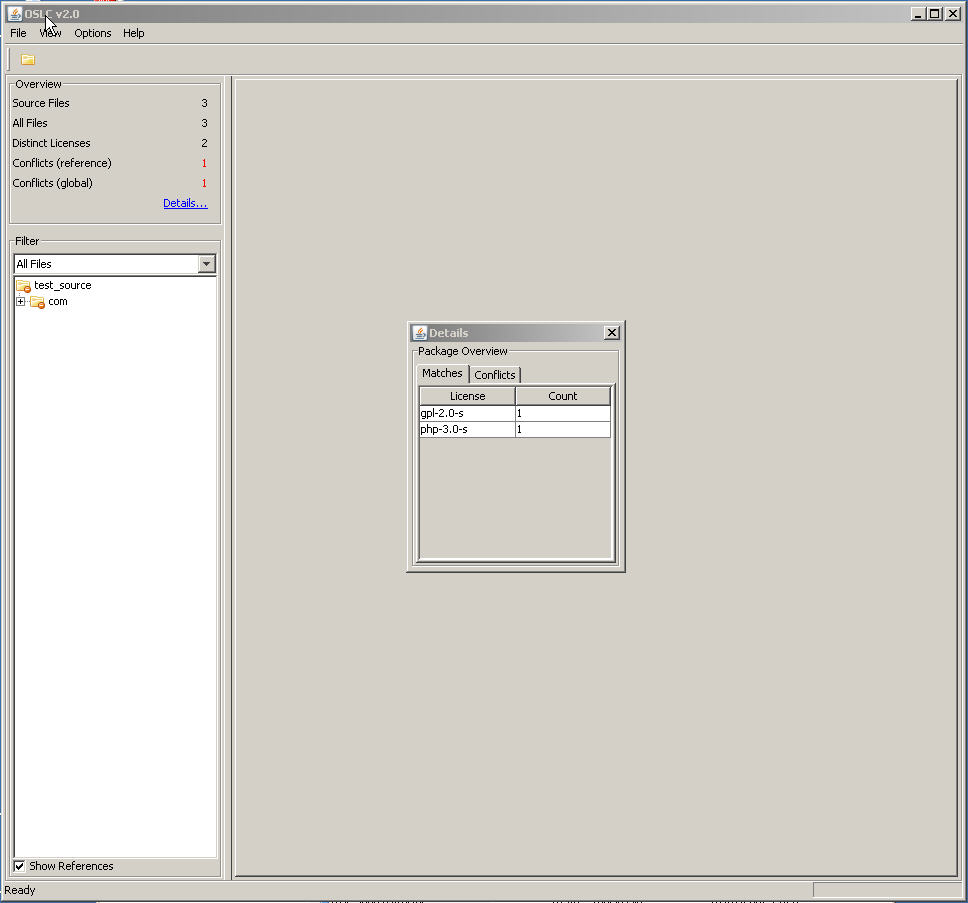 OSLC v2.0
File View Options Help
Overview
Source Files 3
All Files 3
Distinct Licenses 2
Conflicts (reference) 1
Conflicts (global) 1
Details...
Filter
All Files
test_source
com
Details
Package Overview
Matches Conflicts
License Count
gpl-2.0-s 1
php-3.0-s 1
Show References
Ready